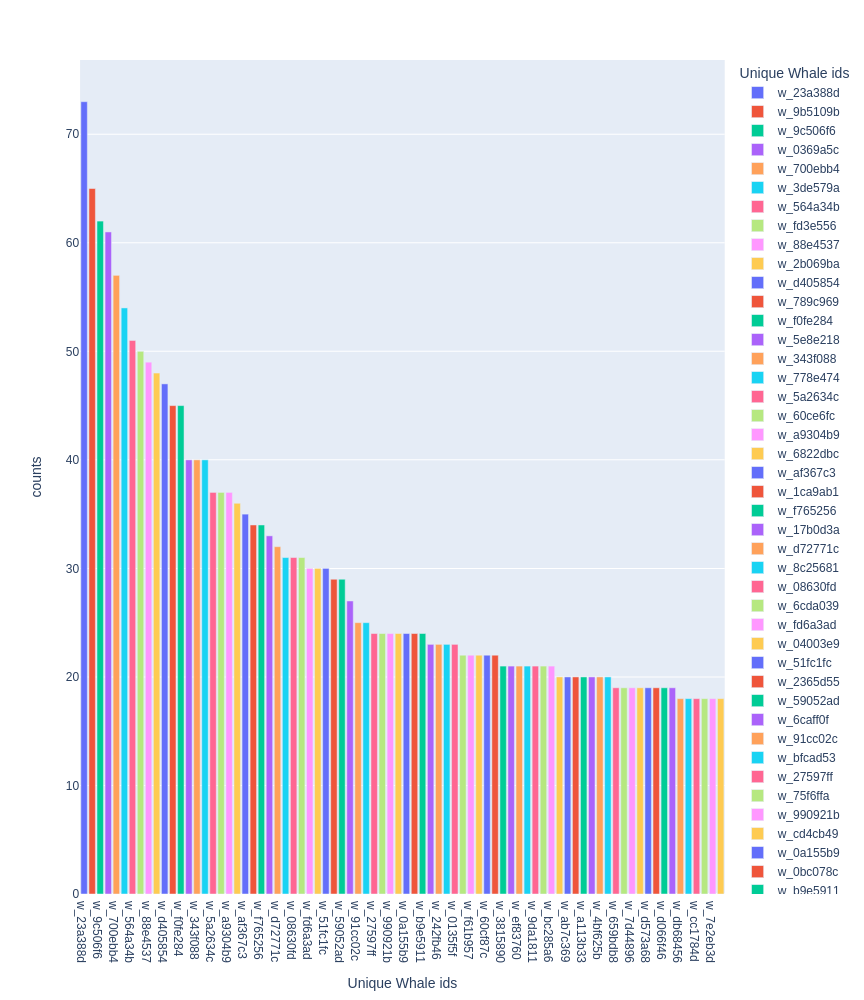 Unique Whale ids
w_23a388d
w_9b5109b
w_9c506f6
w_0369a5c
w_700ebb4
w_3de579a
w_564a34b
w_fd3e556
w_88e4537
w_2b069ba
w_d405854
w_789c969
w_f0fe284
w_5e8e218
w_343f088
w_778e474
w_5a2634c
w_60ce6fc
w_a9304b9
w_6822dbc
w_af367c3
w_1ca9ab1
w_f765256
w_17b0d3a
w_d72771c
w_8c25681
w_08630fd
w_6cda039
w_fd6a3ad
w_04003e9
w_51fc1fc
w_2365d55
w_59052ad
w_6caff0f
w_91cc02c
w_bfcad53
w_27597ff
w_75f6ffa
w_990921b
w_cd4cb49
w_0a155b9
w_0bc078c
w_b9e5911
70
60
50
40
30
20
10
0
counts
w_23a388d
w_9c506f6
w_700ebb4
w_564a34b
w_88e4537
w_d405854
w_f0fe284
w_343f088
w_5a2634c
w_a9304b9
w_af367c3
w_f765256
w_d72771c
w_08630fd
w_fd6a3ad
w_51fc1fc
w_59052ad
w_91cc02c
w_27597ff
w_990921b
w_0a155b9
w_b9e5911
w_242fb46
w_0135f5f
w_f61b957
w_60cf87c
w_3815890
w_ef83760
w_9da1811
w_bc285a6
w_ab7c369
w_a113b33
w_4bf625b
w_659bdb8
w_7d44896
w_d573a68
w_d066f46
w_db68456
w_cc1784d
w_7e2eb3d
Unique Whale ids